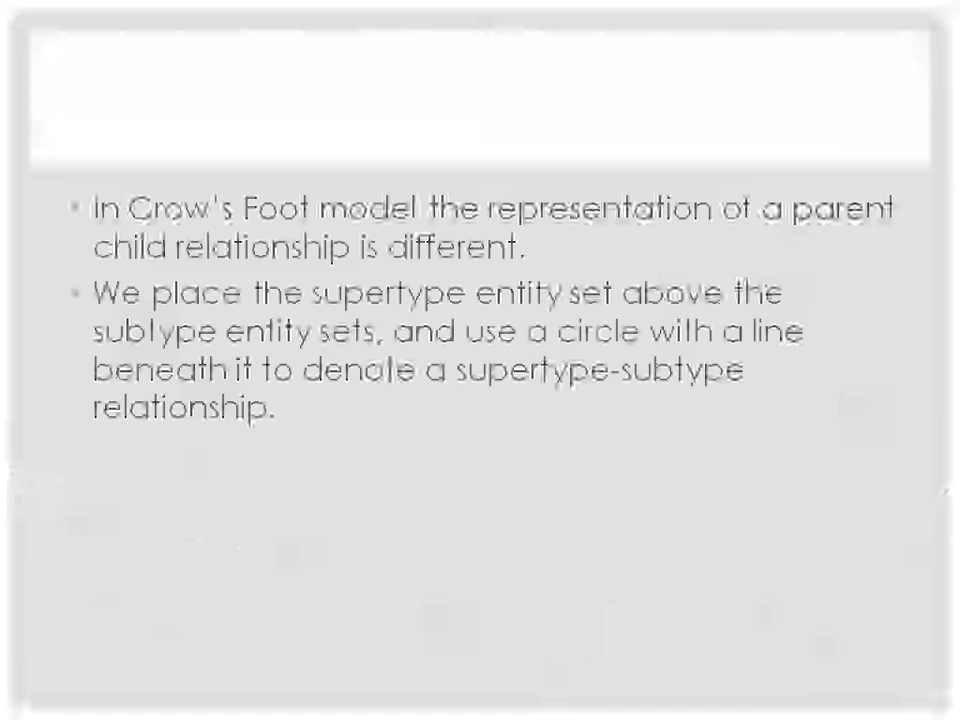 • In Crow's Foot model the representation of a parent
child relationship is different.
• We place the supertype entity set above the
subtype entity sets, and use a circle with a line
beneath it to denote a supertype-subtype
relationship.